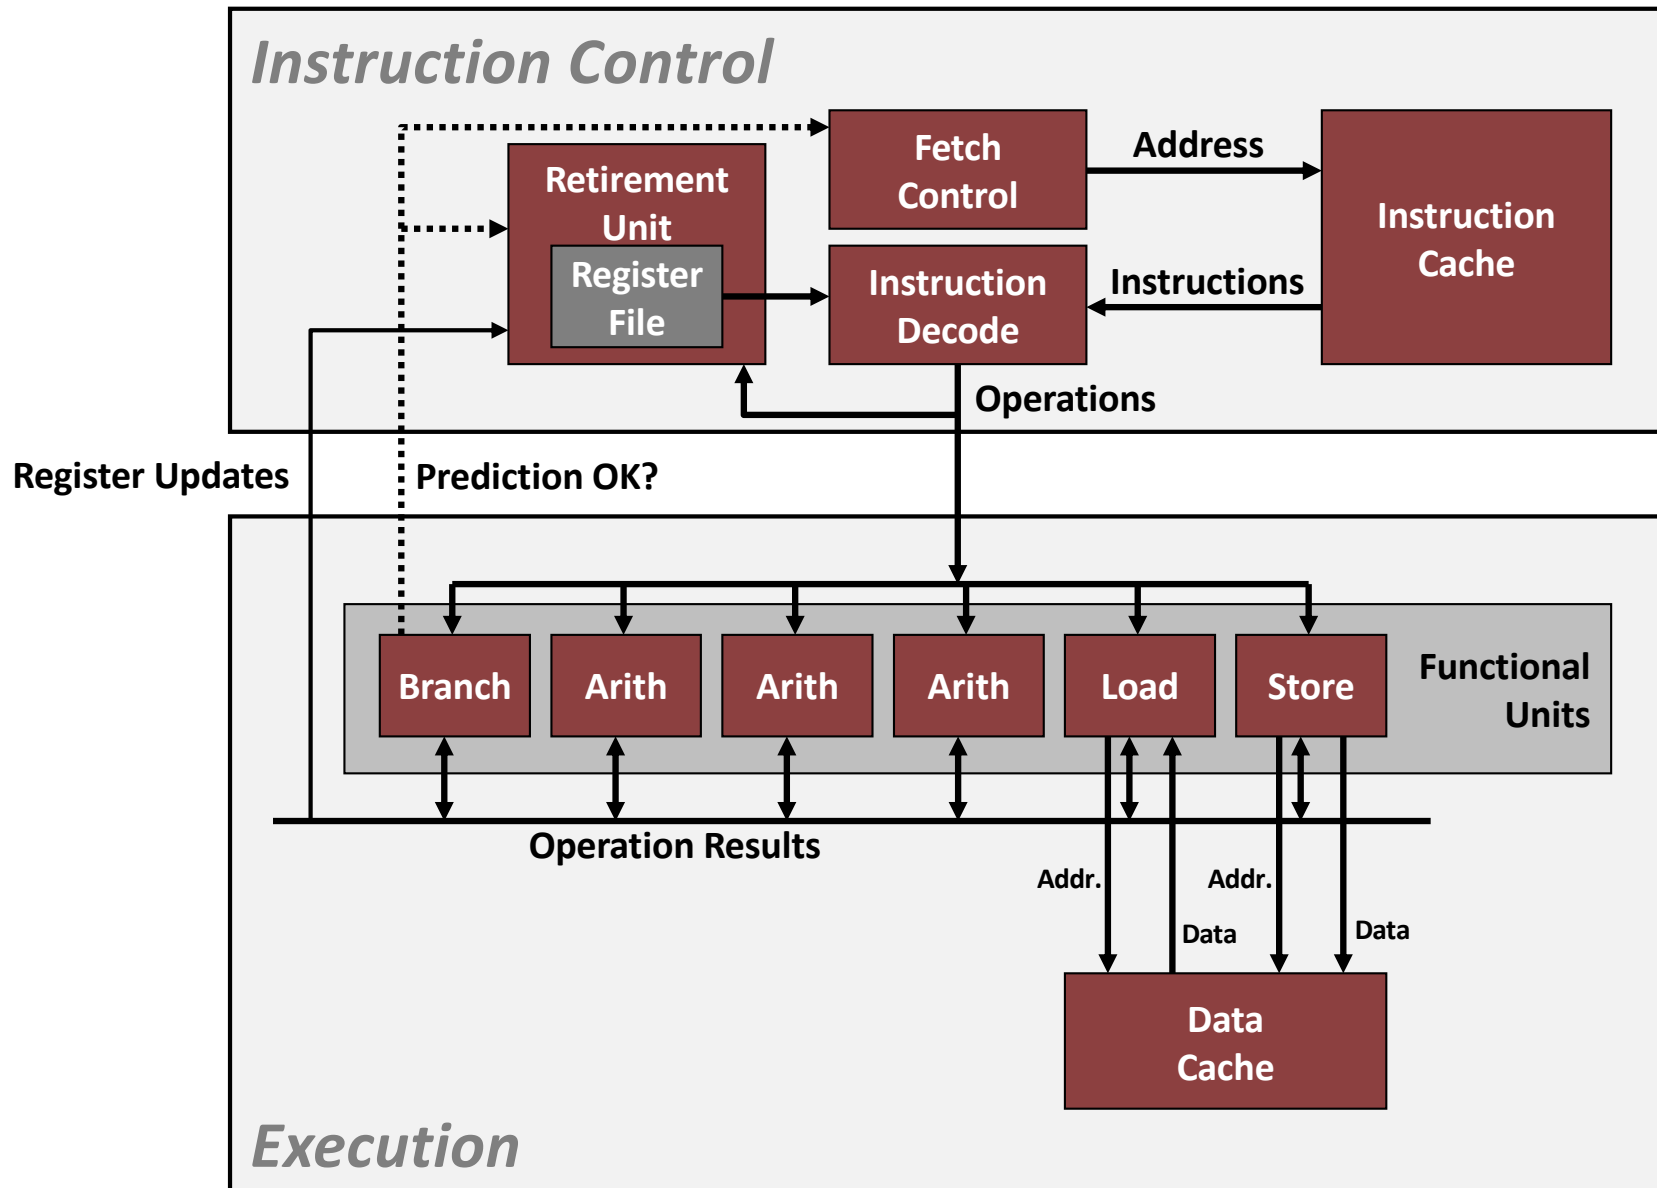 Instruction Control
Fetch
Control
Address
Instruction
Cache
Retirement
Unit
Register
File
Instruction
Decode
Instructions
Operations
Register Updates
Prediction OK?
Branch
Arith
Arith
Arith
Load
Store
Functional
Units
Operation Results
Addr.
Addr.
Data
Data
Data
Cache
Execution